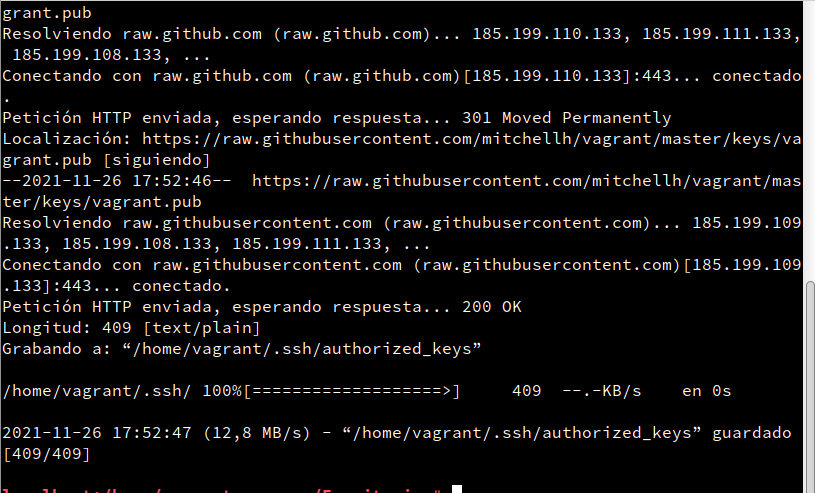 grant.pub
Resolviendo raw.github.com (raw.github.com)... 185.199.110.133, 185.199.111.133,
 185.199.108.133, ...
Conectando con raw.github.com (raw.github.com)[185.199.110.133]:443... conectado
.
Petición HTTP enviada, esperando respuesta... 301 Moved Permanently
Localización: https://raw.githubusercontent.com/mitchellh/vagrant/master/keys/va
grant.pub [siguiendo]
--2021-11-26 17:52:46--  https://raw.githubusercontent.com/mitchellh/vagrant/mas
ter/keys/vagrant.pub
Resolviendo raw.githubusercontent.com (raw.githubusercontent.com)... 185.199.109
.133, 185.199.108.133, 185.199.111.133, ...
Conectando con raw.githubusercontent.com (raw.githubusercontent.com)[185.199.109
.133]:443... conectado.
Petición HTTP enviada, esperando respuesta... 200 OK
Longitud: 409 [text/plain]
Grabando a: “/home/vagrant/.ssh/authorized_keys”
/home/vagrant/.ssh/ 100%[===================>]     409  --.-KB/s    en 0s
2021-11-26 17:52:47 (12,8 MB/s) - “/home/vagrant/.ssh/authorized_keys” guardado
[409/409]